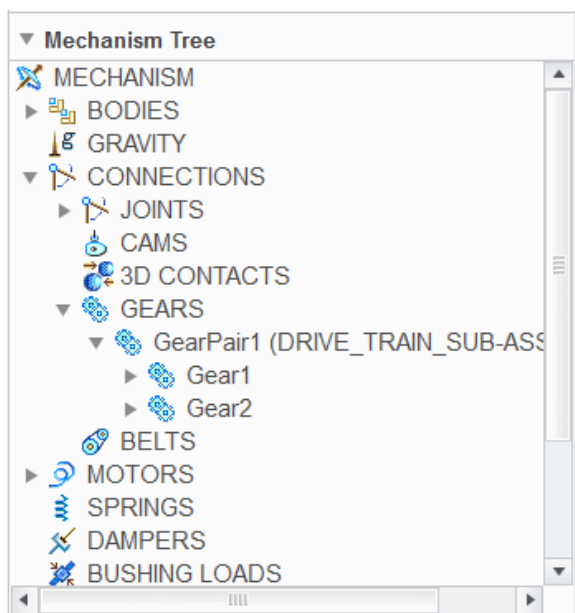 Mechanism Tree
MECHANISM
BODIES
GRAVITY
CONNECTIONS
JOINTS
CAMS
3D CONTACTS
GEARS
GearPair1 (DRIVE_TRAIN_SUB-ASS
Gear1
Gear2
BELTS
MOTORS
SPRINGS
DAMPERS
BUSHING LOADS